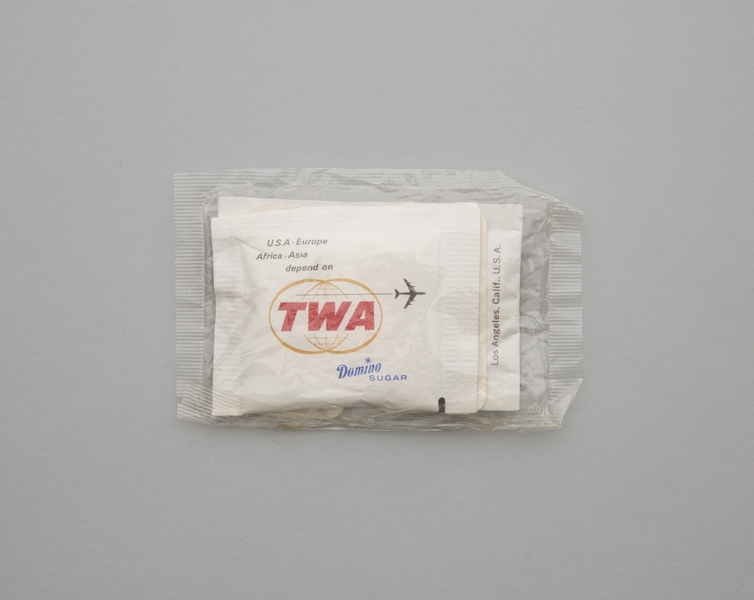 U.S.A · Europe
Africa · Asia
depend on
TWA
Domino
SUGAR
Los Angeles, Calif., U.S.A.